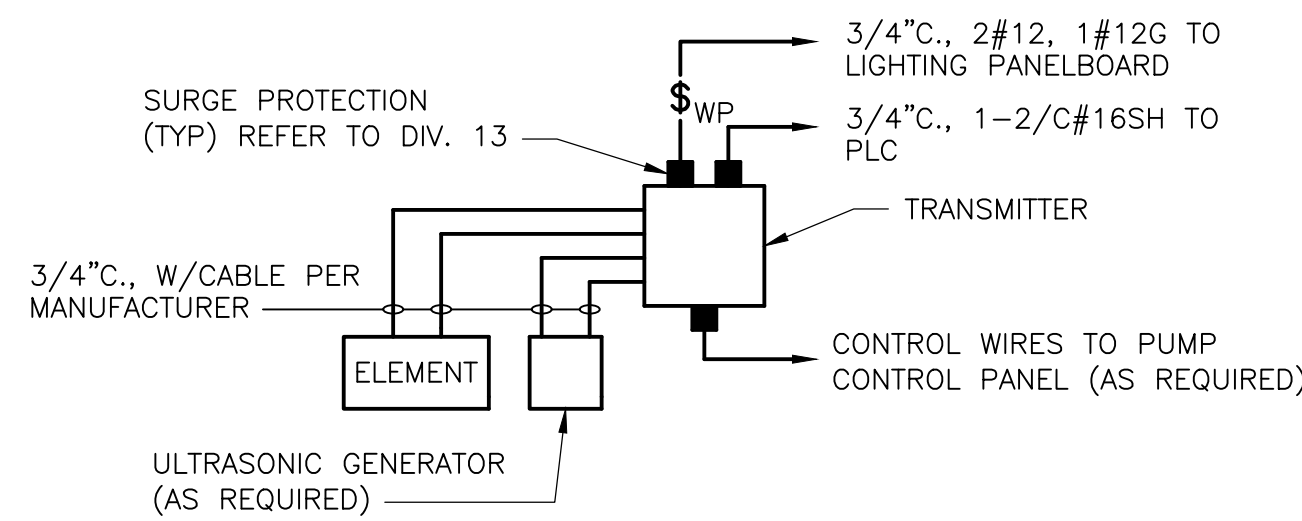 3/4"C., 2#12, 1#12G TO
LIGHTING PANELBOARD
SURGE PROTECTION
(TYP) REFER TO DIV. 13
$ WP
3/4"C., 1-2/C#16SH TO
PLC
TRANSMITTER
3/4"C., W/CABLE PER
MANUFACTURER
ELEMENT
CONTROL WIRES TO PUMP
CONTROL PANEL (AS REQUIRED)
ULTRASONIC GENERATOR
(AS REQUIRED)